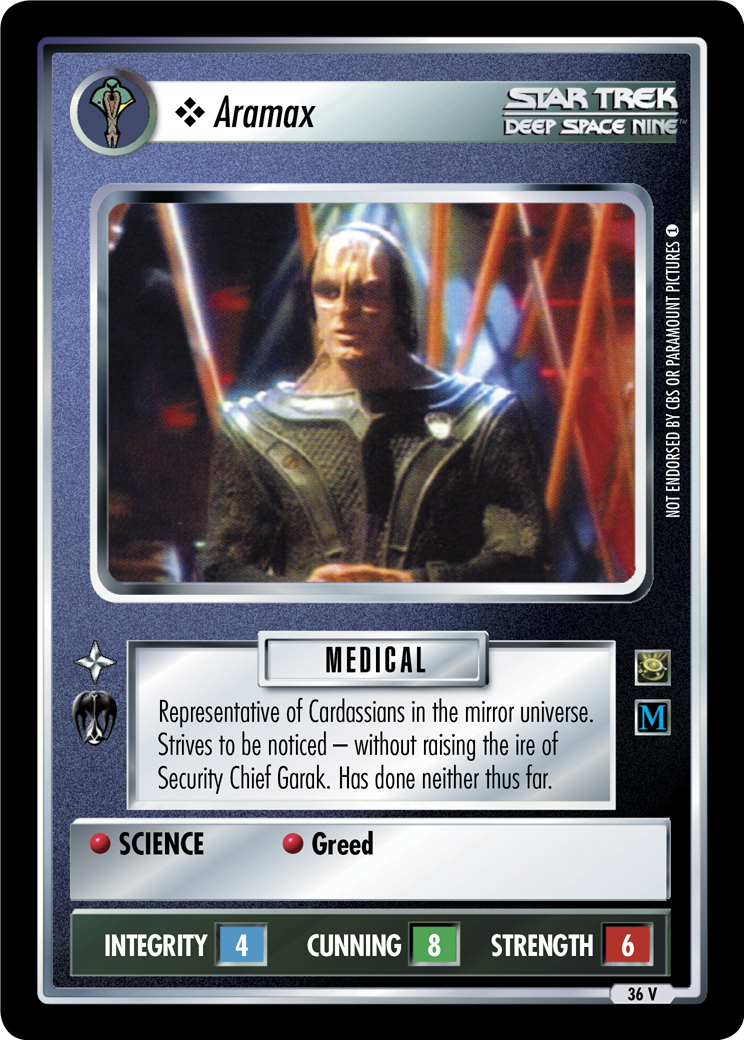 ❖ Aramax
STAR TREK
DEEP SPACE NINE™
NOT ENDORSED BY CBS OR PARAMOUNT PICTURES 1
MEDICAL
Representative of Cardassians in the mirror universe.
Strives to be noticed – without raising the ire of
Security Chief Garak. Has done neither thus far.
M
SCIENCE Greed
INTEGRITY 4 CUNNING 8 STRENGTH 6
36 V